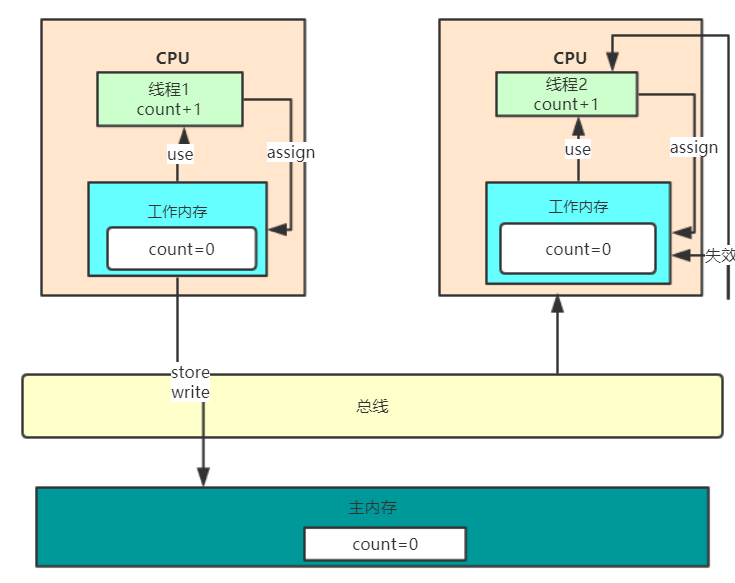 CPU
线程1
count+1
use
assign
工作内存
count=0
CPU
线程2
count+1
use
assign
工作内存
count=0
失效
store
write
总线
主内存
count=0